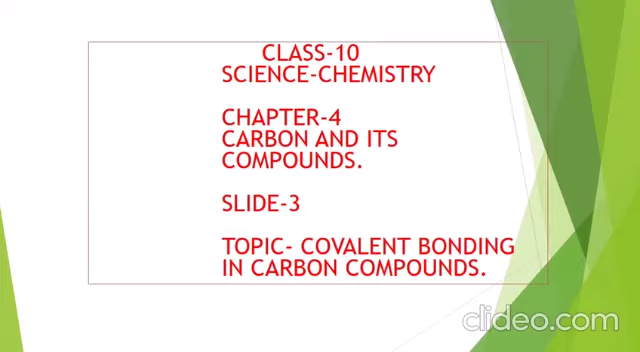 CLASS-10
SCIENCE-CHEMISTRY
CHAPTER-4
CARBON AND ITS
COMPOUNDS.
SLIDE-3
TOPIC- COVALENT BONDING
IN CARBON COMPOUNDS.
clideo.com